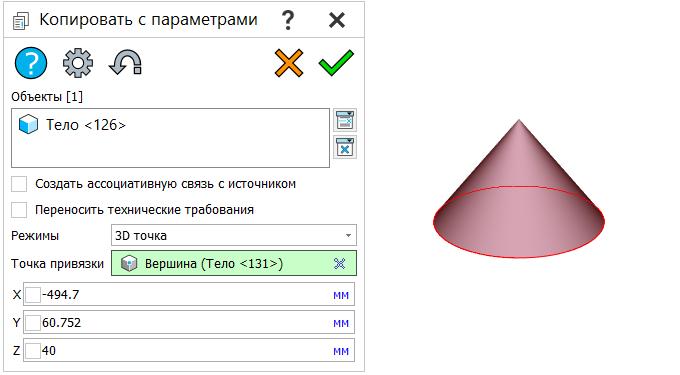 Копировать с параметрами ? ✕
?
Объекты [1]
Тело <126>
Создать ассоциативную связь с источником
Переносить технические трабования
Режимы 3D точка
Точка привязки Вершина (Тело <131>)
X -494.7 мм
Y 60.752 мм
Z 40 мм